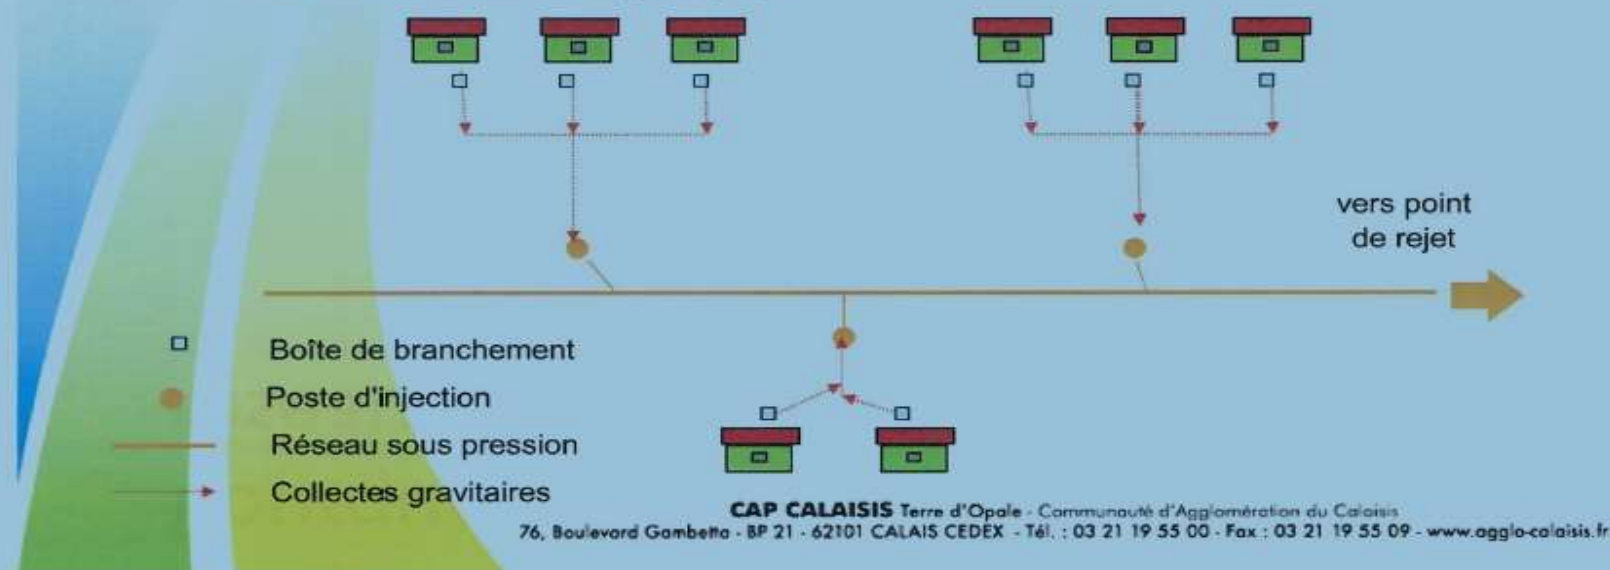 vers point
de rejet
Boîte de branchement
Poste d'injection
Réseau sous pression
Collectes gravitaires
CAP CALAISIS Terre d'Opale - Communauté d'Agglomération du Calaisis
76, Boulevard Gambetta - BP 21 - 62101 CALAIS CEDEX - Tél. : 03 21 19 55 00 - Fax : 03 21 19 55 09 - www.agglo-calaisis.fr